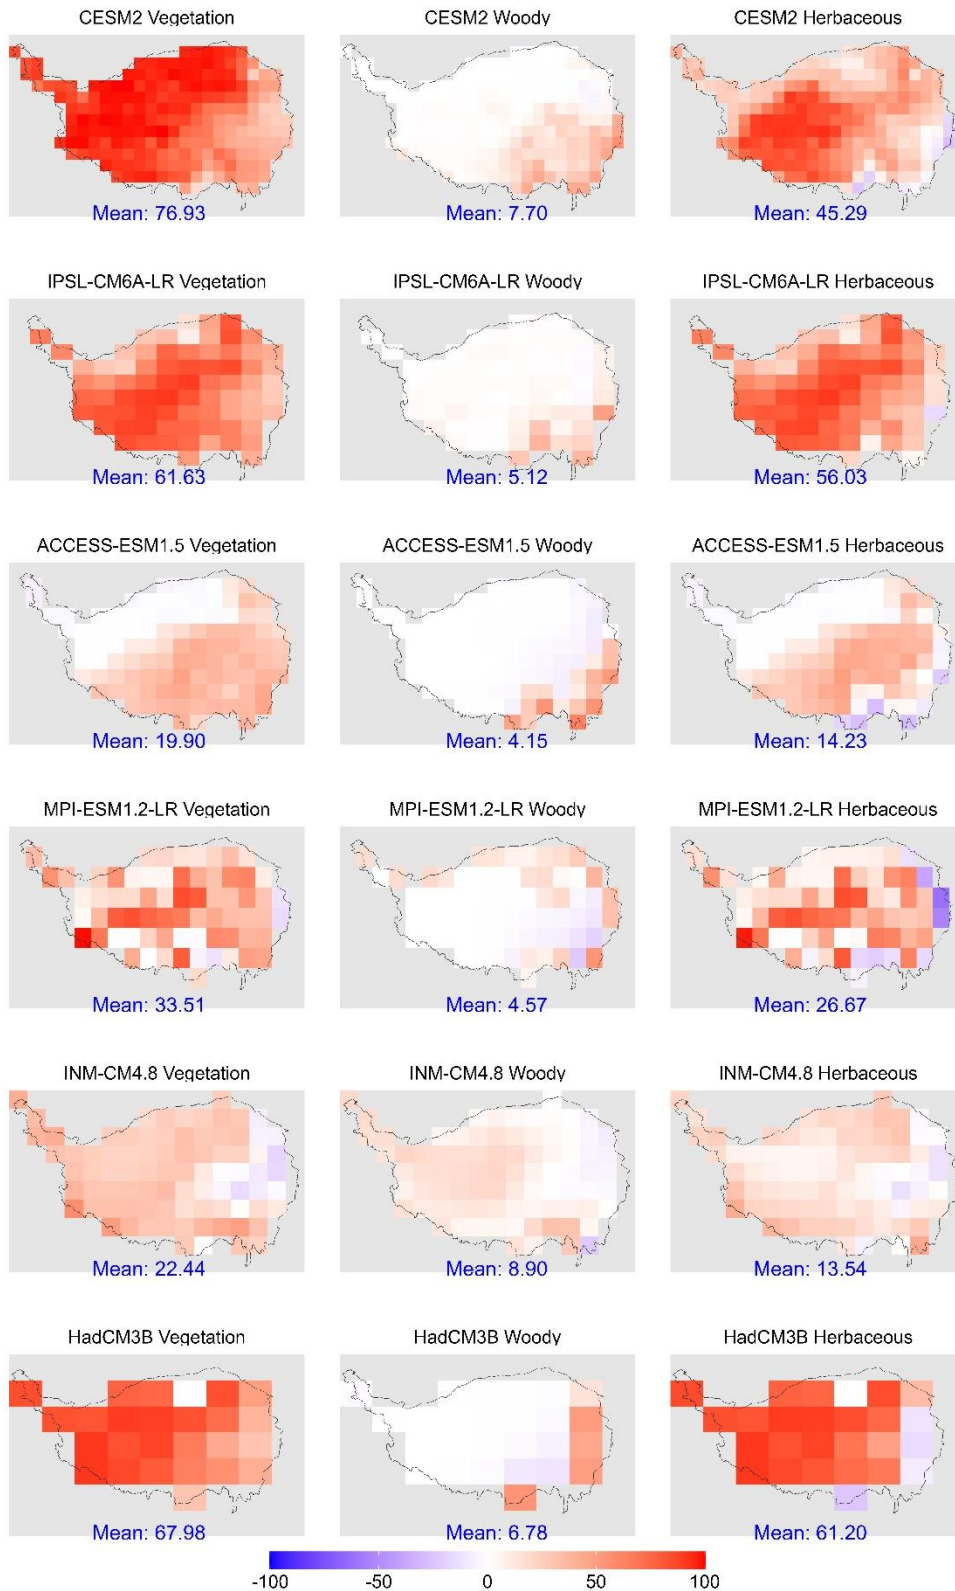 CESM2 Vegetation
CESM2 Woody
CESM2 Herbaceous
Mean: 76.93
Mean: 7.70
Mean: 45.29
IPSL-CM6A-LR Vegetation
IPSL-CM6A-LR Woody
IPSL-CM6A-LR Herbaceous
Mean: 61.63
Mean: 5.12
Mean: 56.03
ACCESS-ESM1.5 Vegetation
ACCESS-ESM1.5 Woody
ACCESS-ESM1.5 Herbaceous
Mean: 19.90
Mean: 4.15
Mean: 14.23
MPI-ESM1.2-LR Vegetation
MPI-ESM1.2-LR Woody
MPI-ESM1.2-LR Herbaceous
Mean: 33.51
Mean: 4.57
Mean: 26.67
INM-CM4.8 Vegetation
INM-CM4.8 Woody
INM-CM4.8 Herbaceous
Mean: 22.44
Mean: 8.90
Mean: 13.54
HadCM3B Vegetation
HadCM3B Woody
HadCM3B Herbaceous
Mean: 67.98
Mean: 6.78
Mean: 61.20
-100 -50 0 50 100